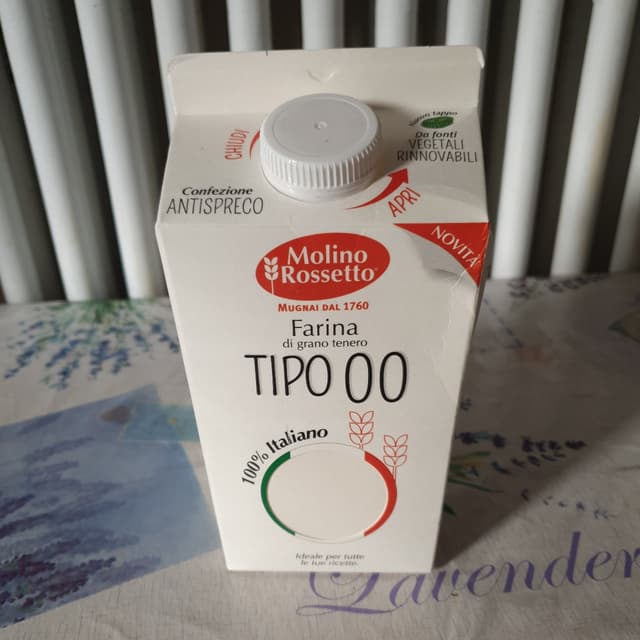 CHIUDI
Nuovo tappo
Da fonti
VEGETALI
RINNOVABILI
Confezione
ANTISPRECO
APRI
NOVITÀ
Molino
Rossetto
MUGNAI DAL 1760
Farina
di grano tenero
TIPO 00
100% Italiano
Ideale per tutte
le tue ricette.
Lavender